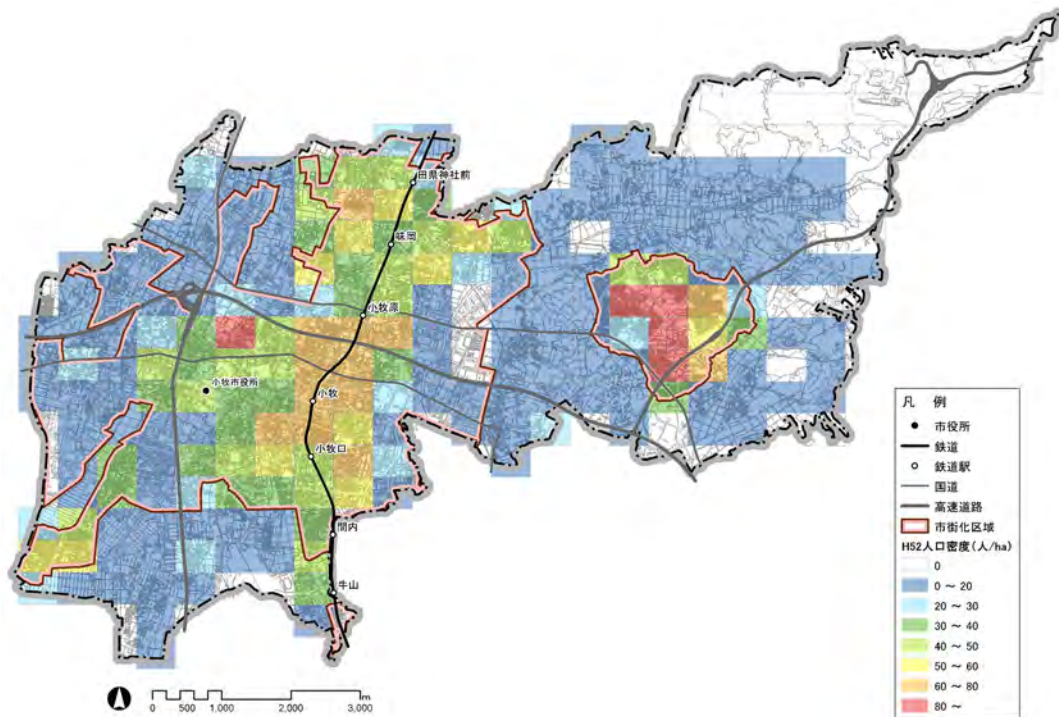 田県神社前
味岡
小牧原
小牧市役所
小牧
小牧口
間内
牛山
凡 例
市役所
鉄道
鉄道駅
国道
高速道路
市街化区域
H52人口密度(人/ha)
0
0 ～ 20
20 ～ 30
30 ～ 40
40 ～ 50
50 ～ 60
60 ～ 80
80 ～
0 500 1,000 2,000 3,000 m